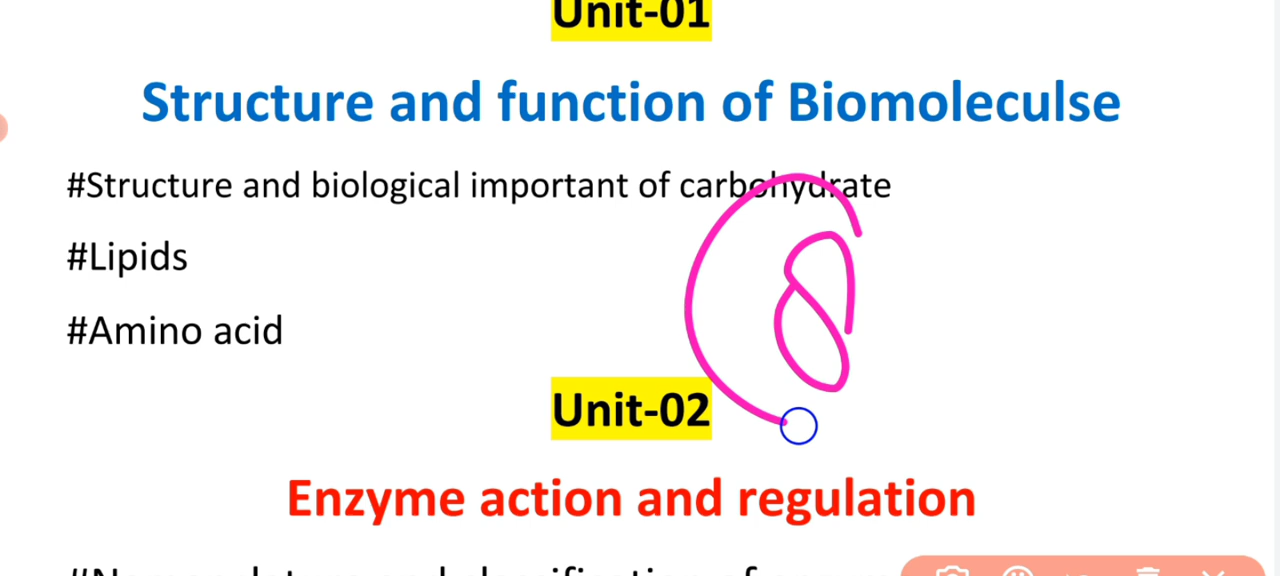 Unit-01
Structure and function of Biomoleculse
#Structure and biological important of carbohydrate
#Lipids
#Amino acid
8
Unit-02
Enzyme action and regulation